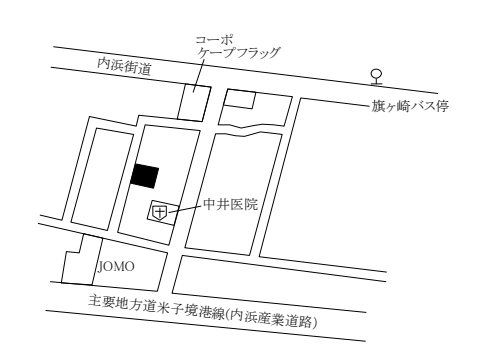 コーポ
ケープフラッグ
内浜街道
旗ヶ崎バス停
中井医院
JOMO
主要地方道米子境港線(内浜産業道路)